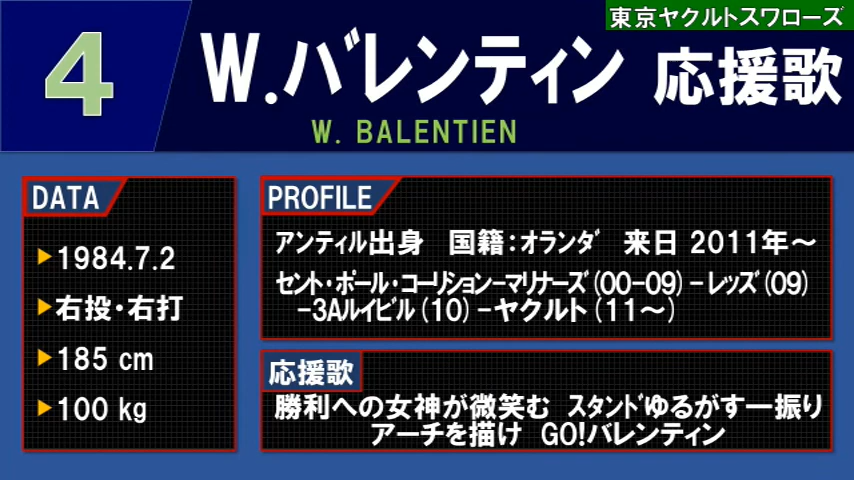 東京ヤクルトスワローズ
4
W.バレンティン 応援歌
W. BALENTIEN
DATA
▶1984.7.2
▶右投・右打
▶185 cm
▶100 kg
PROFILE
アンティル出身 国籍：オランダ 来日 2011年～
セント・ポール・コーリション－マリナーズ(00-09)－レッズ(09)
－3Aルイビル(10)－ヤクルト(11～)
応援歌
勝利への女神が微笑む スタンドゆるがす一振り
アーチを描け GO!バレンティン